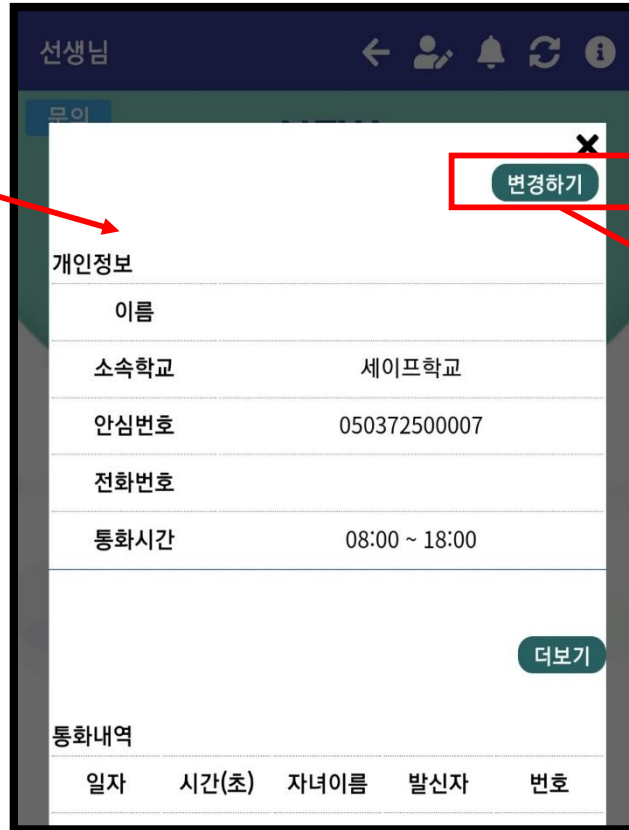 선생님
문의
변경하기
개인정보
이름
소속학교 세이프학교
안심번호 050372500007
전화번호
통화시간 08:00 ~ 18:00
더보기
통화내역
일자 시간(초) 자녀이름 발신자 번호